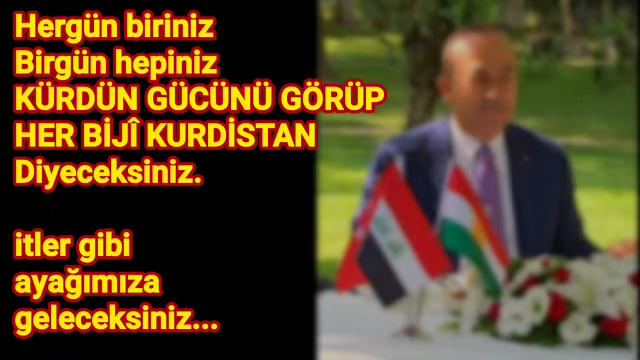 Hergün biriniz
Birgün hepiniz
KÜRDÜN GÜCÜNÜ GÖRÜP
HER BİJÎ KURDİSTAN
Diyeceksiniz.
itler gibi
ayağımıza
geleceksiniz...